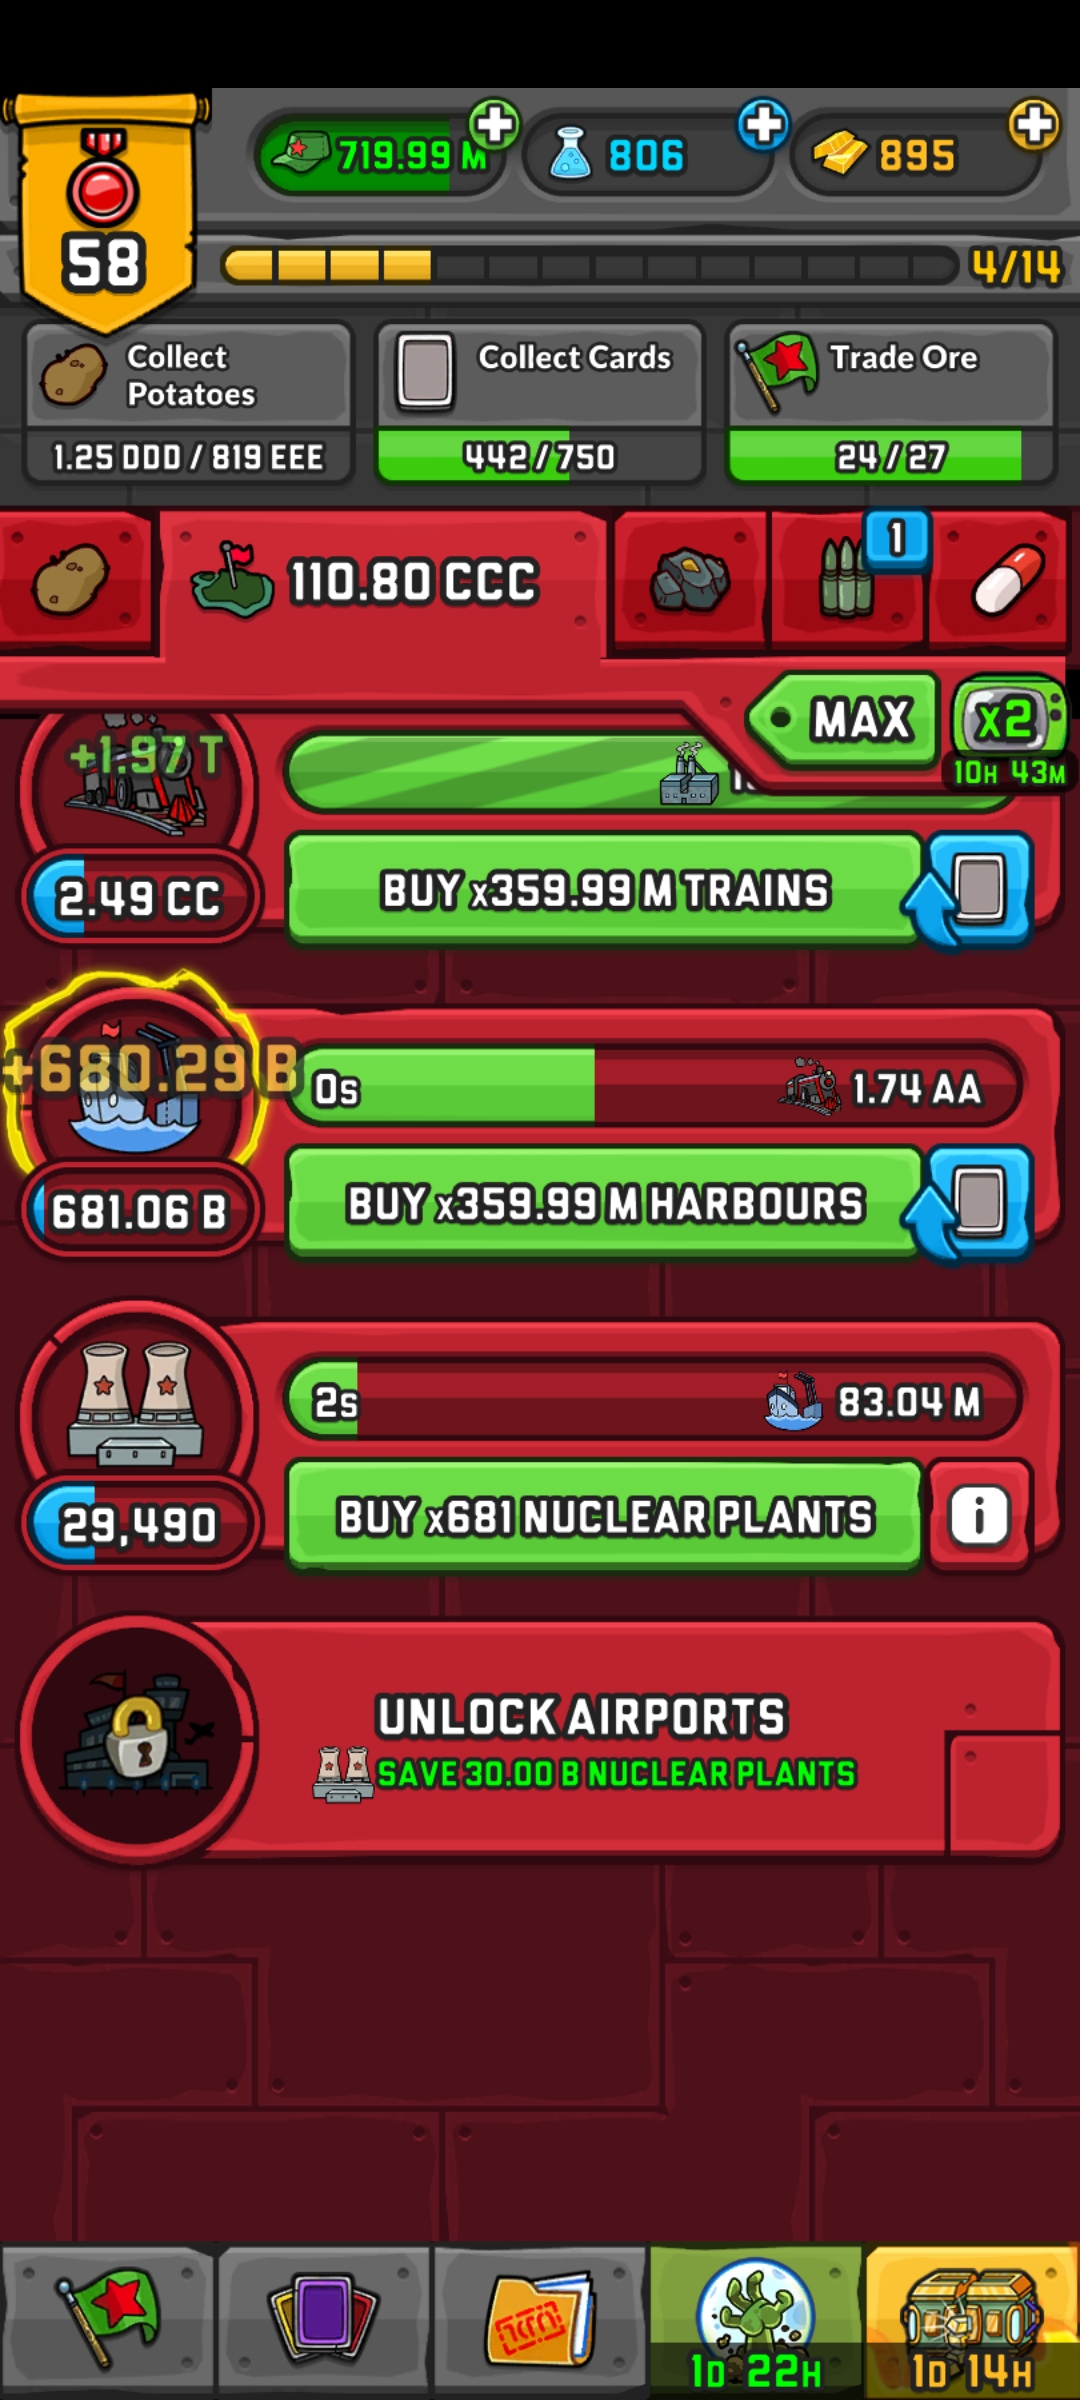 58
719.99 M
806
895
4/14
Collect
Potatoes
1.25 DDD / 819 EEE
Collect Cards
442/750
Trade Ore
24/27
110.80 CCC
1
MAX
x2
10H 43M
+1.97 T
2.49 CC
BUY x359.99 M TRAINS
+680.29 B
0s
1.74 AA
681.06 B
BUY x359.99 M HARBOURS
2s
83.04 M
29,490
BUY x681 NUCLEAR PLANTS
i
UNLOCK AIRPORTS
SAVE 30.00 B NUCLEAR PLANTS
1D 22H
1D 14H